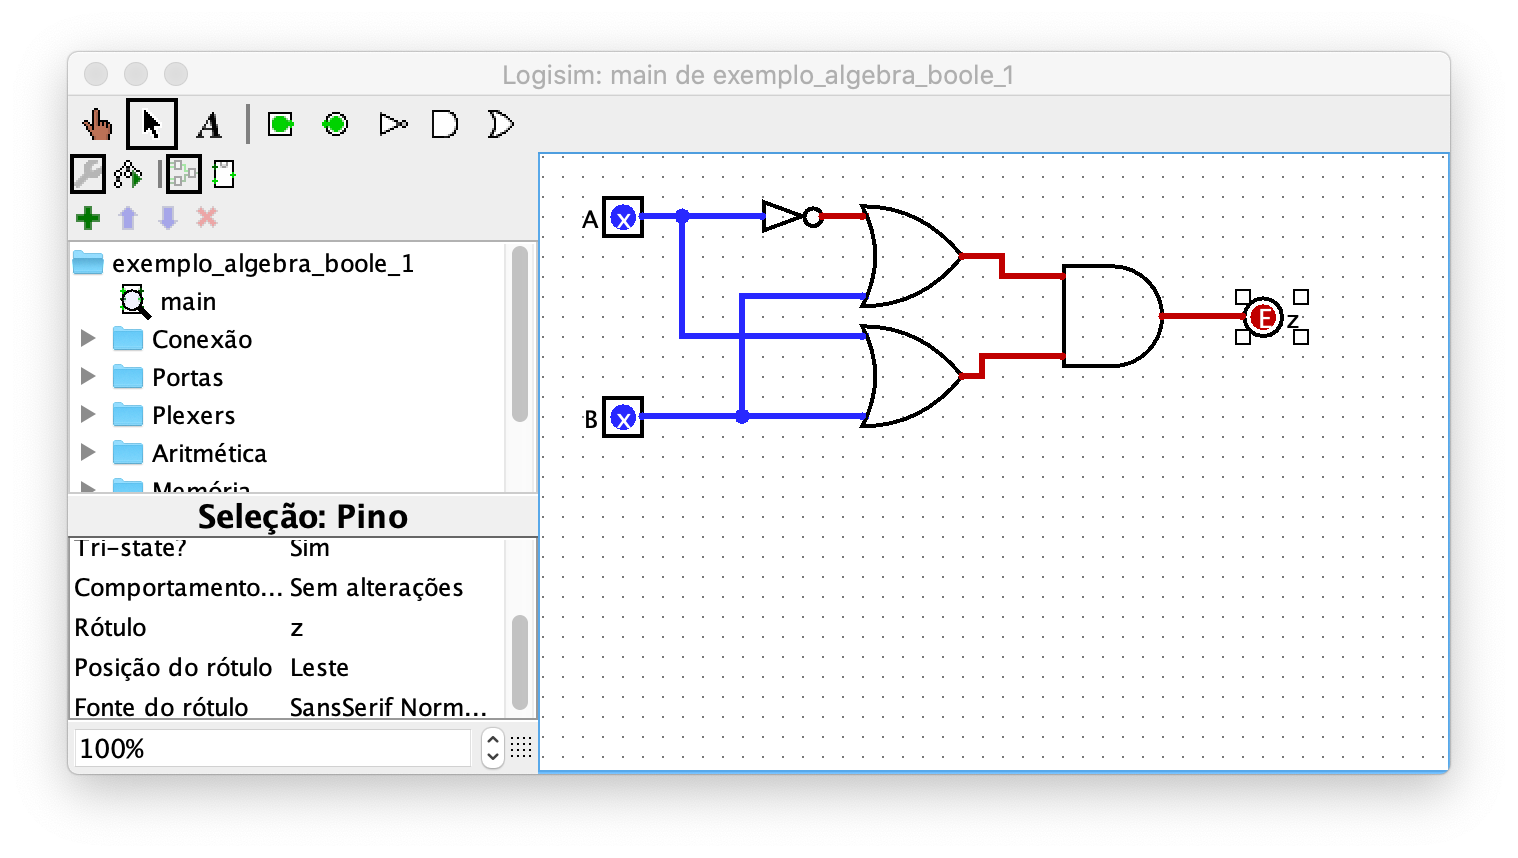 Logisim: main de exemplo_algebra_boole_1
A
exemplo_algebra_boole_1
main
Conexão
Portas
Plexers
Aritmética
Memória
Seleção: Pino
Tri-state? Sim
Comportamento... Sem alterações
Rótulo z
Posição do rótulo Leste
Fonte do rótulo SansSerif Norm...
100%
A x
B x
E z